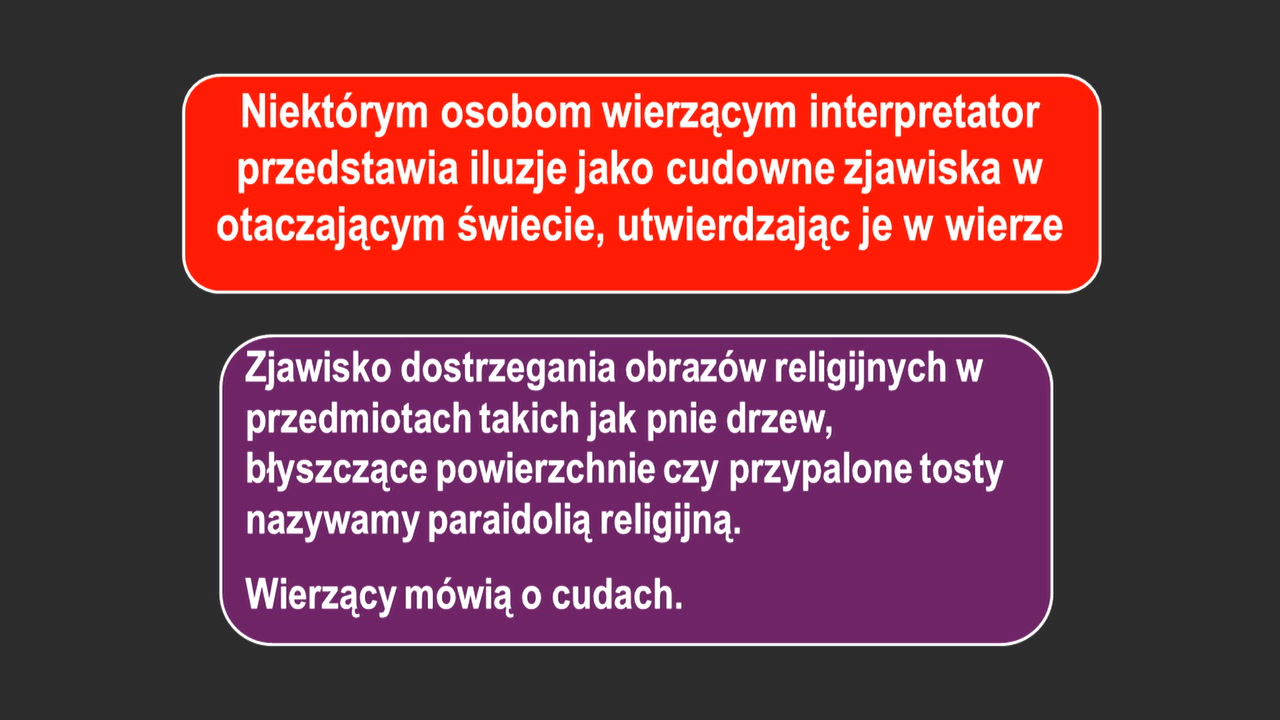 Niektórym osobom wierzącym interpretator
przedstawia iluzje jako cudowne zjawiska w
otaczającym świecie, utwierdzając je w wierze
Zjawisko dostrzegania obrazów religijnych w
przedmiotach takich jak pnie drzew,
błyszczące powierzchnie czy przypalone tosty
nazywamy paraidolią religijną.
Wierzący mówią o cudach.